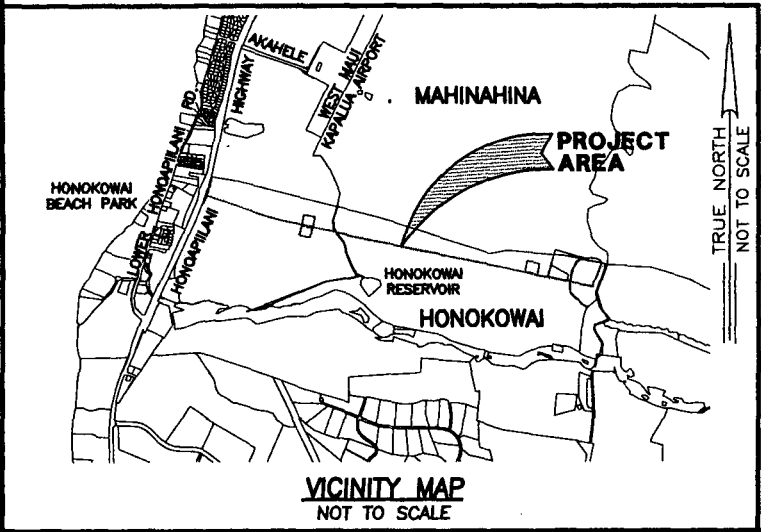 AKAHELE
WEST MAUI
KAPALUA AIRPORT
HIGHWAY
MAHINAHINA
PROJECT
AREA
TRUE NORTH
NOT TO SCALE
HONOKOWAI
BEACH PARK
LOWER HONOAPIILANI RD.
HONOAPIILANI
HONOKOWAI
RESERVOIR
HONOKOWAI
VICINITY MAP
NOT TO SCALE